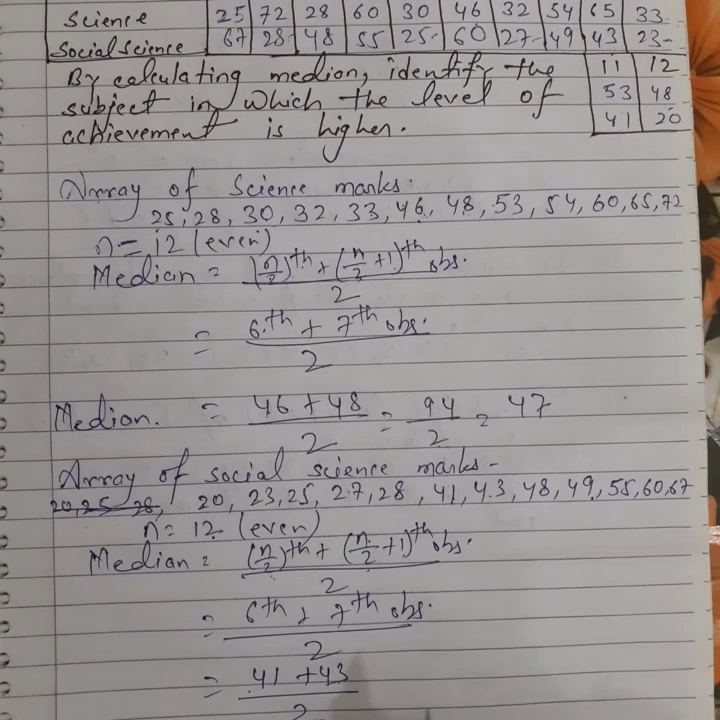 Science 25 72 28 60 30 46 32 54 65 33
Social Science 67 28 48 55 25 60 27 49 43 23
By calculating median, identify the 11 12
subject in which the level of 53 48
achievement is higher. 41 20
Array of Science marks.
25, 28, 30, 32, 33, 46, 48, 53, 54, 60, 65, 72
n = 12 (even)
Median = (n/2)th + (n/2 + 1)th obs.
2
= 6th + 7th obs.
2
Median. = 46 + 48 = 94 = 47
2 2
Array of social science marks -
20, 25, 28, 20, 23, 25, 27, 28, 41, 43, 48, 49, 55, 60, 67
n = 12 (even)
Median = (n/2)th + (n/2 + 1)th obs.
2
= 6th + 7th obs.
2
= 41 + 43
2